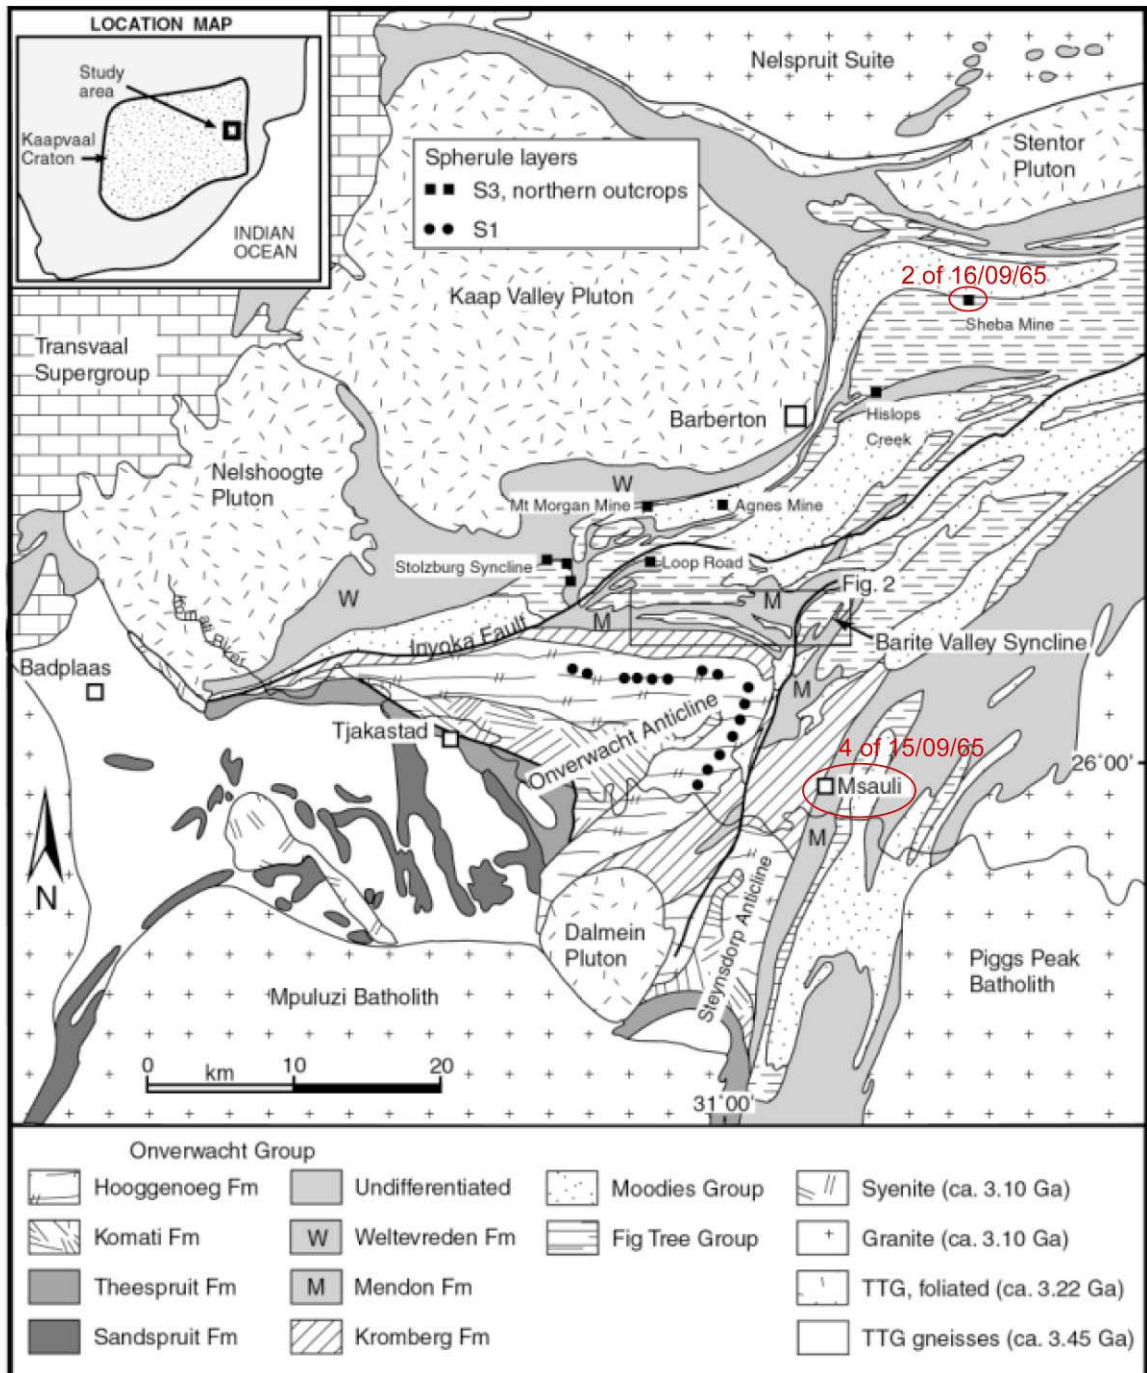 LOCATION MAP
Study
area
Kaapvaal
Craton
INDIAN
OCEAN
Nelspruit Suite
Stentor
Pluton
Spherule layers
S3, northern outcrops
S1
2 of 16/09/65
Sheba Mine
Kaap Valley Pluton
Transvaal
Supergroup
Barberton
Hislops
Creek
Nelshoogte
Pluton
W
Mt Morgan Mine
Agnes Mine
Stolzburg Syncline
Loop Road
W
M
Fig. 2
Komati River
Inyoka Fault
M
Barite Valley Syncline
Badplaas
M
Tjakastad
Onverwacht Anticline
4 of 15/09/65
26°00'
Msauli
M
N
Steynsdorp Anticline
Dalmein
Pluton
Piggs Peak
Batholith
Mpuluzi Batholith
0 10 20
km
31°00'
Onverwacht Group
Hooggenoeg Fm
Komati Fm
Theespruit Fm
Sandspruit Fm
Undifferentiated
W Weltevreden Fm
M Mendon Fm
Kromberg Fm
Moodies Group
Fig Tree Group
Syenite (ca. 3.10 Ga)
Granite (ca. 3.10 Ga)
TTG, foliated (ca. 3.22 Ga)
TTG gneisses (ca. 3.45 Ga)